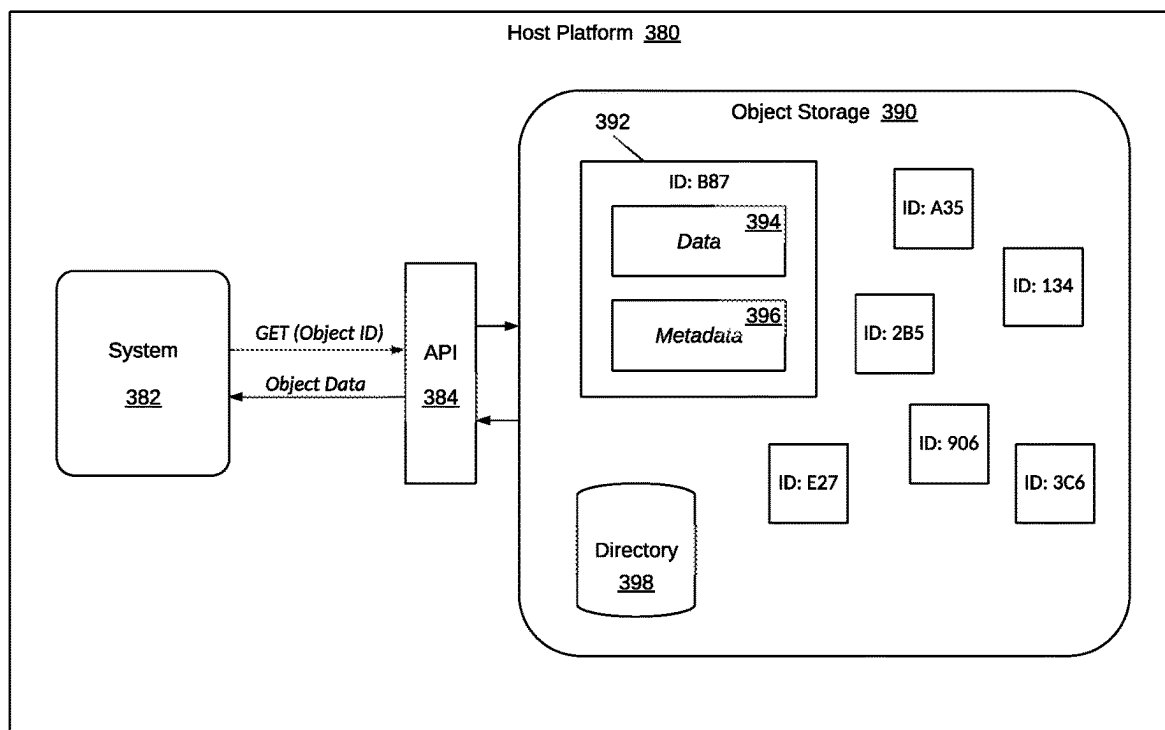 Host Platform 380
Object Storage 390
392
ID: B87
394
Data
396
Metadata
ID: A35
ID: 134
ID: 2B5
ID: 906
ID: E27
ID: 3C6
System
382
GET (Object ID)
Object Data
API
384
Directory
398